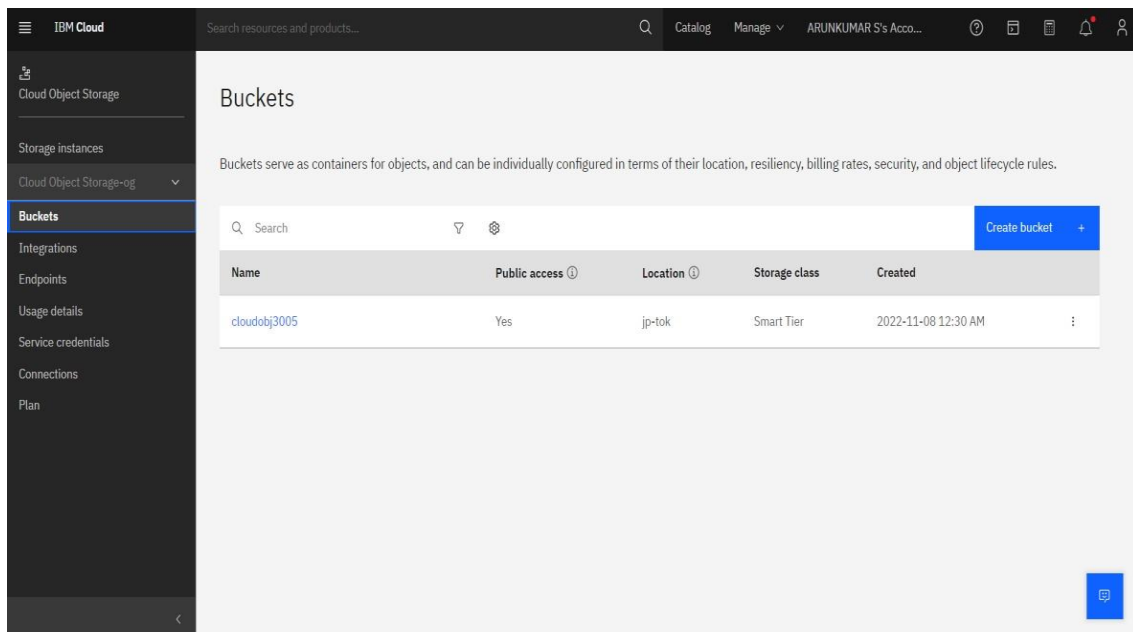 IBM Cloud
Search resources and products...
Catalog
Manage
ARUNKUMAR S's Acco...
Cloud Object Storage
Storage instances
Cloud Object Storage-og
Buckets
Integrations
Endpoints
Usage details
Service credentials
Connections
Plan
Buckets
Buckets serve as containers for objects, and can be individually configured in terms of their location, resiliency, billing rates, security, and object lifecycle rules.
Search
Create bucket +
Name Public access Location Storage class Created
cloudobj3005 Yes jp-tok Smart Tier 2022-11-08 12:30 AM